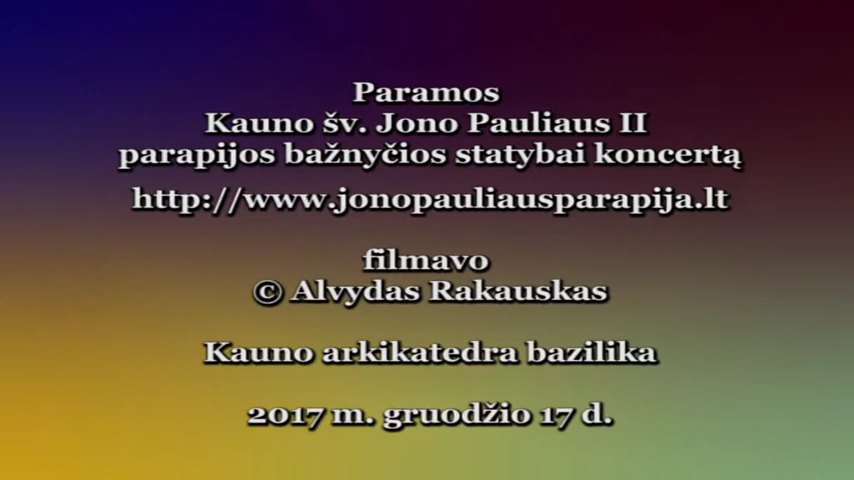 Paramos
Kauno šv. Jono Pauliaus II
parapijos bažnyčios statybai koncertą
http://www.jonopauliausparapija.lt
filmavo
© Alvydas Rakauskas
Kauno arkikatedra bazilika
2017 m. gruodžio 17 d.